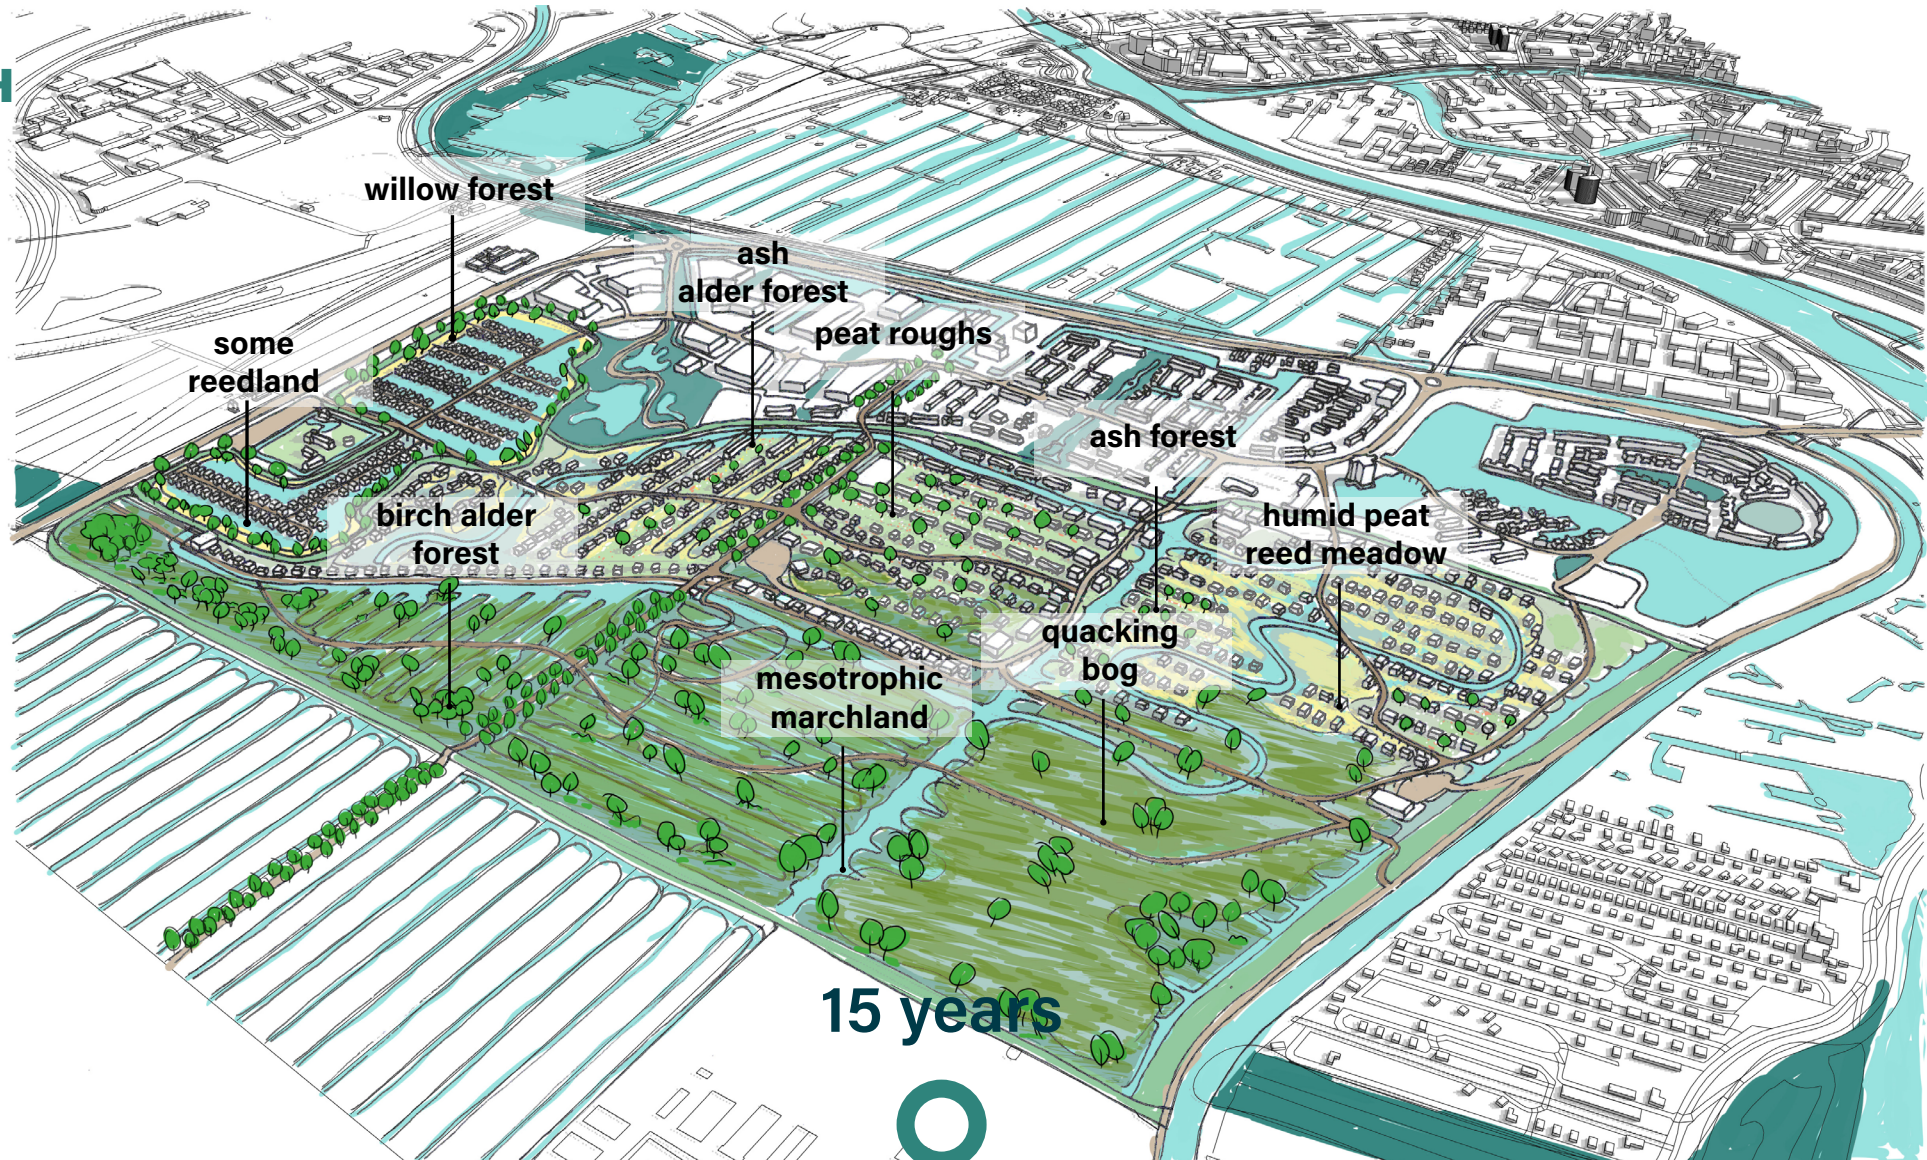 H
willow forest
ash
alder forest
peat roughs
some
reedland
ash forest
birch alder
forest
humid peat
reed meadow
quacking
bog
mesotrophic
marchland
15 years